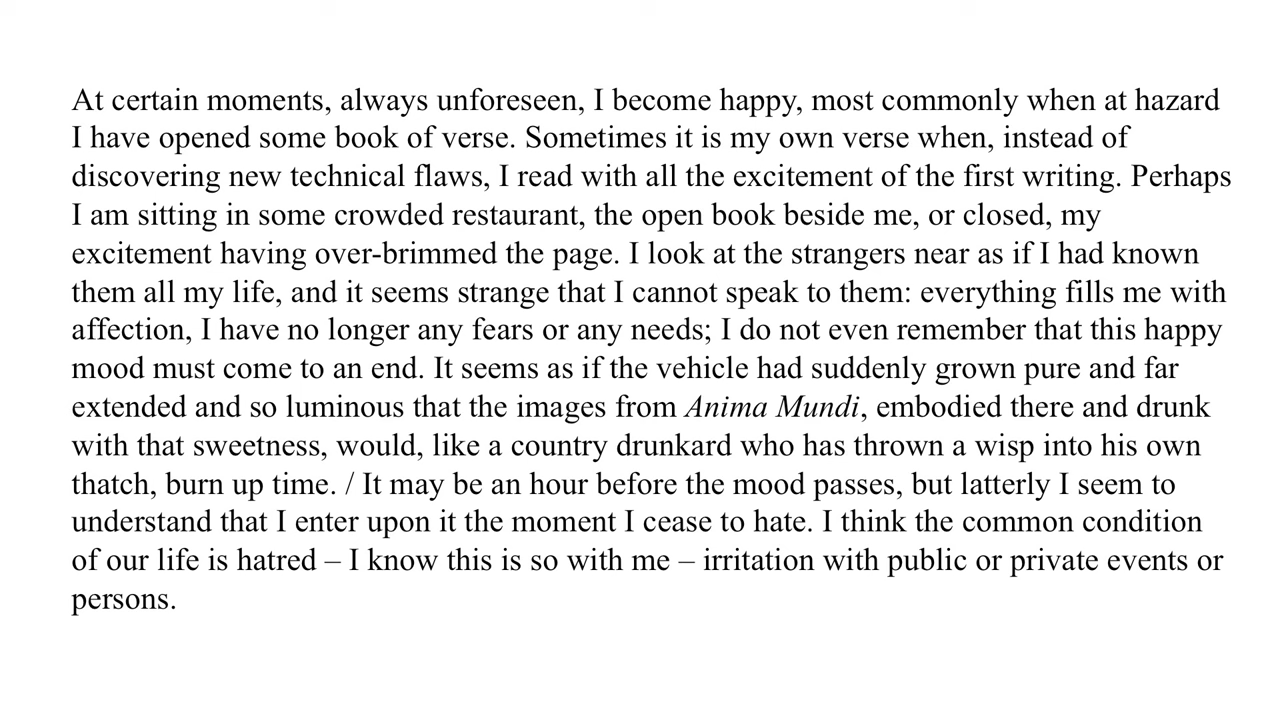 At certain moments, always unforeseen, I become happy, most commonly when at hazard
I have opened some book of verse. Sometimes it is my own verse when, instead of
discovering new technical flaws, I read with all the excitement of the first writing. Perhaps
I am sitting in some crowded restaurant, the open book beside me, or closed, my
excitement having over-brimmed the page. I look at the strangers near as if I had known
them all my life, and it seems strange that I cannot speak to them: everything fills me with
affection, I have no longer any fears or any needs; I do not even remember that this happy
mood must come to an end. It seems as if the vehicle had suddenly grown pure and far
extended and so luminous that the images from Anima Mundi, embodied there and drunk
with that sweetness, would, like a country drunkard who has thrown a wisp into his own
thatch, burn up time. / It may be an hour before the mood passes, but latterly I seem to
understand that I enter upon it the moment I cease to hate. I think the common condition
of our life is hatred – I know this is so with me – irritation with public or private events or
persons.